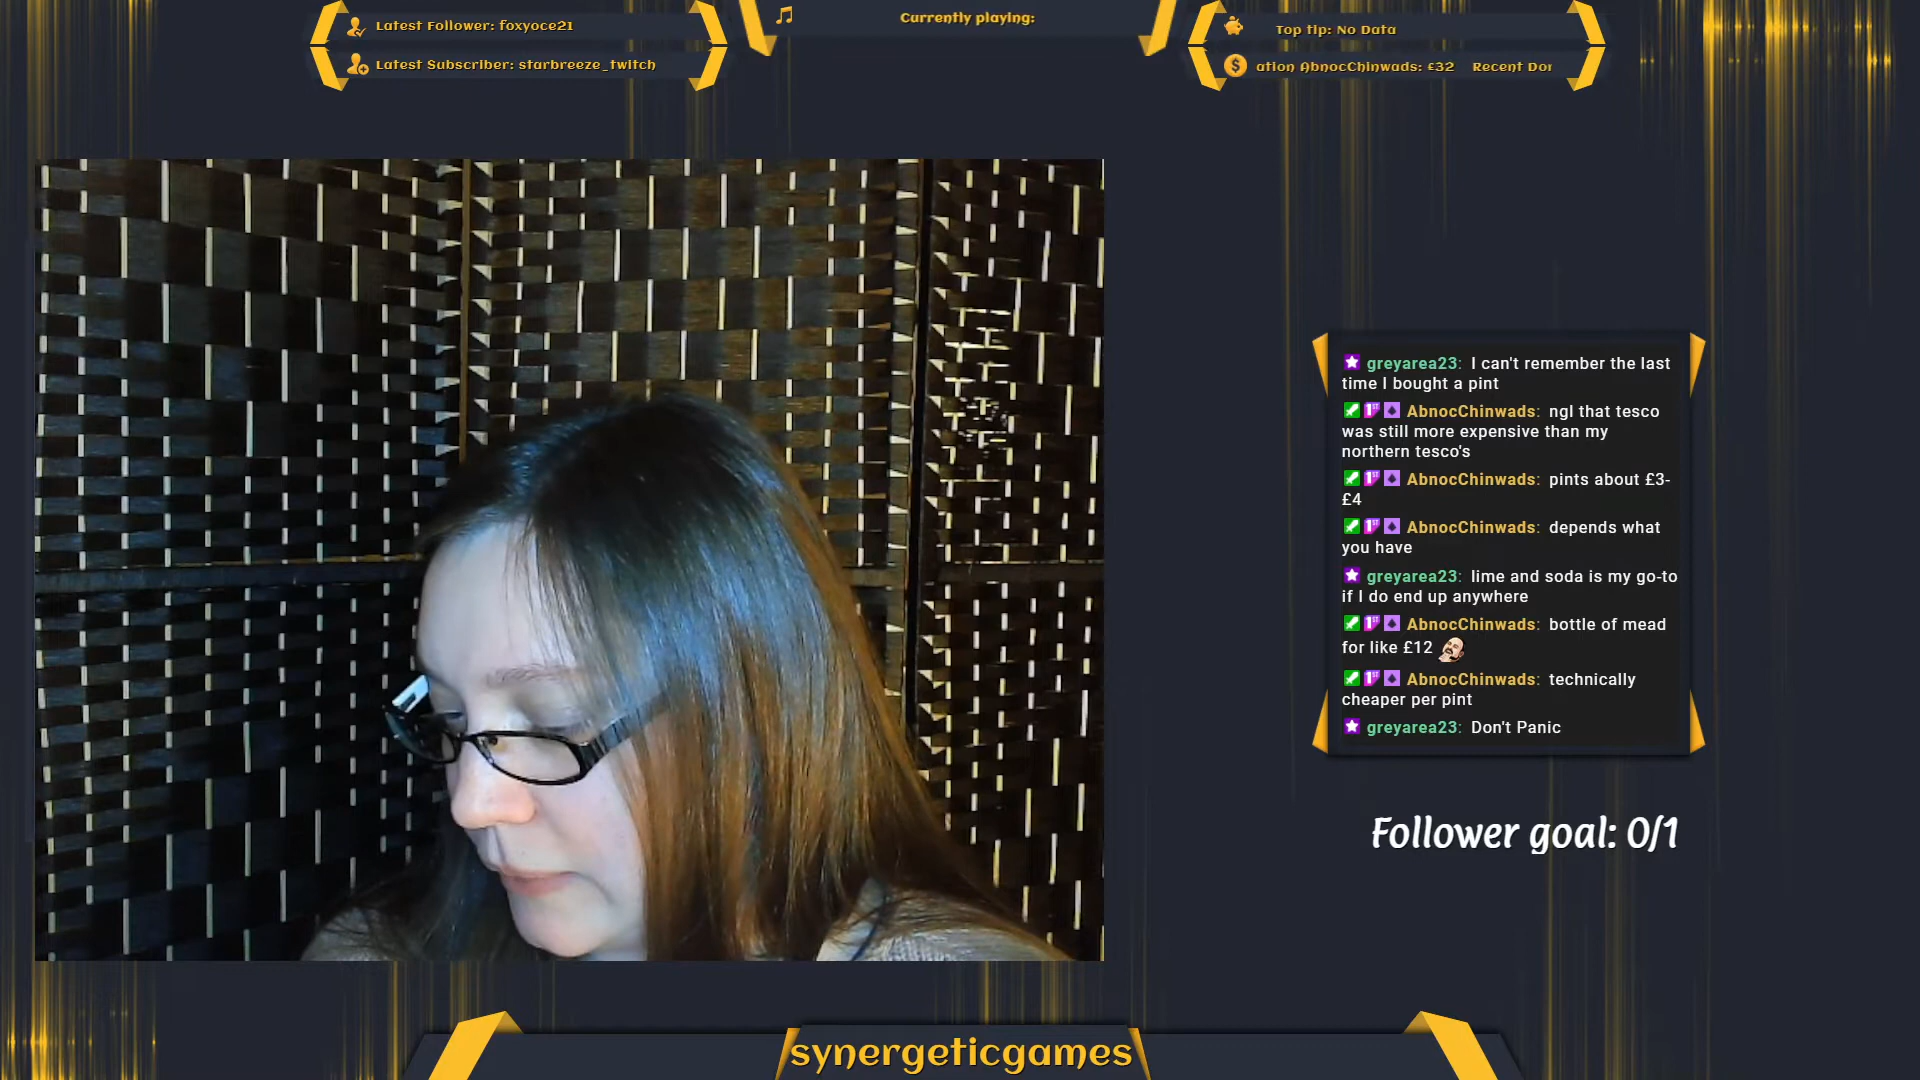 Latest Follower: foxyoce21
Currently playing:
Top tip: No Data
Latest Subscriber: starbreeze_twitch
ation AbnocChinwads: £32 Recent Dor
greyarea23: I can't remember the last
time I bought a pint
AbnocChinwads: ngl that tesco
was still more expensive than my
northern tesco's
AbnocChinwads: pints about £3-
£4
AbnocChinwads: depends what
you have
greyarea23: lime and soda is my go-to
if I do end up anywhere
AbnocChinwads: bottle of mead
for like £12
AbnocChinwads: technically
cheaper per pint
greyarea23: Don't Panic
Follower goal: 0/1
synergeticgames